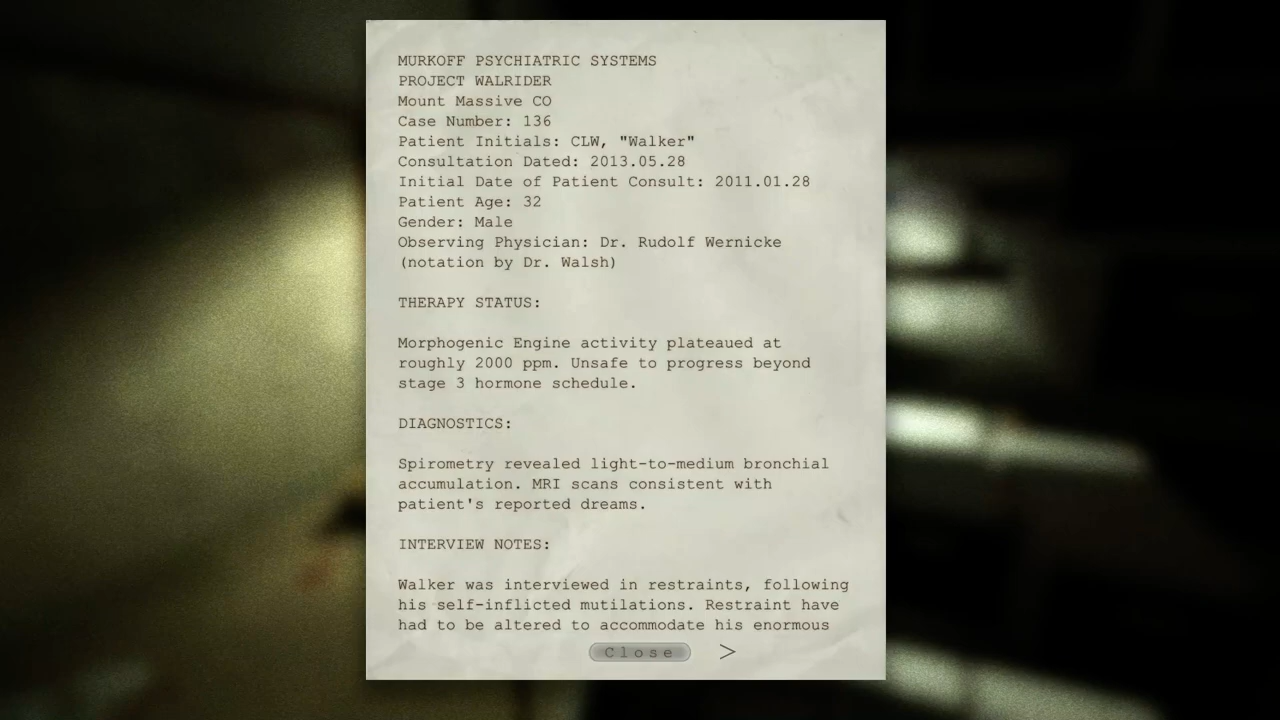 MURKOFF PSYCHIATRIC SYSTEMS
PROJECT WALRIDER
Mount Massive CO
Case Number: 136
Patient Initials: CLW, "Walker"
Consultation Dated: 2013.05.28
Initial Date of Patient Consult: 2011.01.28
Patient Age: 32
Gender: Male
Observing Physician: Dr. Rudolf Wernicke
(notation by Dr. Walsh)
THERAPY STATUS:
Morphogenic Engine activity plateaued at
roughly 2000 ppm. Unsafe to progress beyond
stage 3 hormone schedule.
DIAGNOSTICS:
Spirometry revealed light-to-medium bronchial
accumulation. MRI scans consistent with
patient's reported dreams.
INTERVIEW NOTES:
Walker was interviewed in restraints, following
his self-inflicted mutilations. Restraint have
had to be altered to accommodate his enormous
Close >